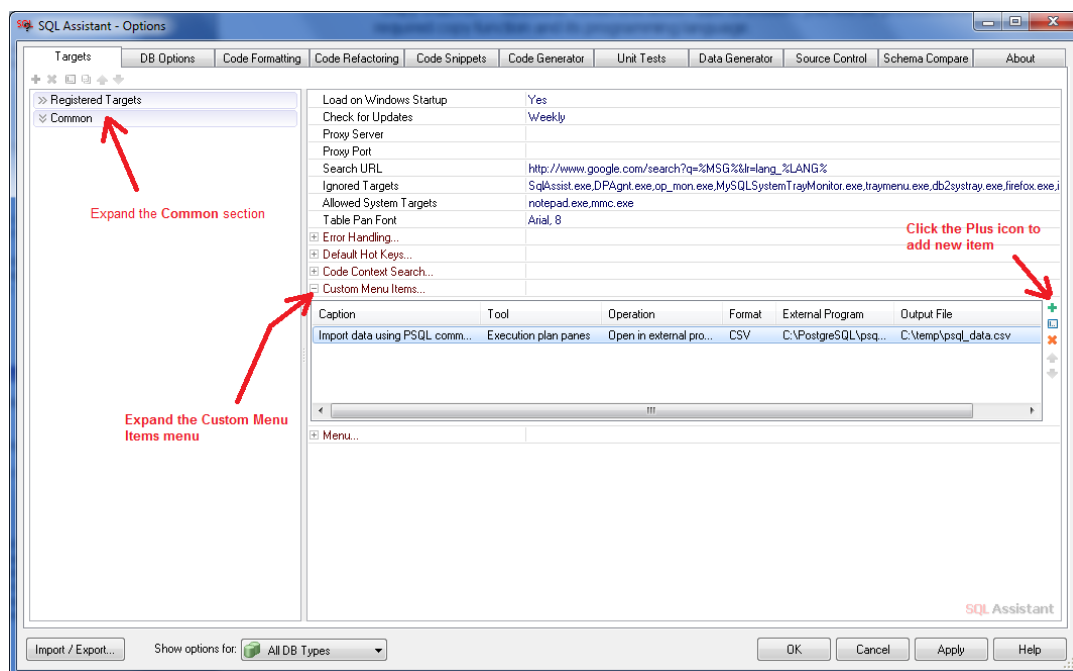 SQL Assistant - Options
Targets
DB Options
Code Formatting
Code Refactoring
Code Snippets
Code Generator
Unit Tests
Data Generator
Source Control
Schema Compare
About
Registered Targets
Common
Load on Windows Startup Yes
Check for Updates Weekly
Proxy Server
Proxy Port
Search URL http://www.google.com/search?q=%MSG%&lr=lang_%LANG%
Ignored Targets SqlAssist.exe,DPAgnt.exe,op_mon.exe,MySQLSystemTrayMonitor.exe,traymenu.exe,db2systray.exe,firefox.exe,i
Allowed System Targets notepad.exe,mmc.exe
Table Pan Font Arial, 8
Error Handling...
Default Hot Keys...
Code Context Search...
Custom Menu Items...
Caption Tool Operation Format External Program Output File
Import data using PSQL comm... Execution plan panes Open in external pro... CSV C:\PostgreSQL\psq... C:\temp\psql_data.csv
Menu...
Expand the Common section
Click the Plus icon to
add new item
Expand the Custom Menu
Items menu
SQL Assistant
Import / Export...
Show options for: All DB Types
OK
Cancel
Apply
Help